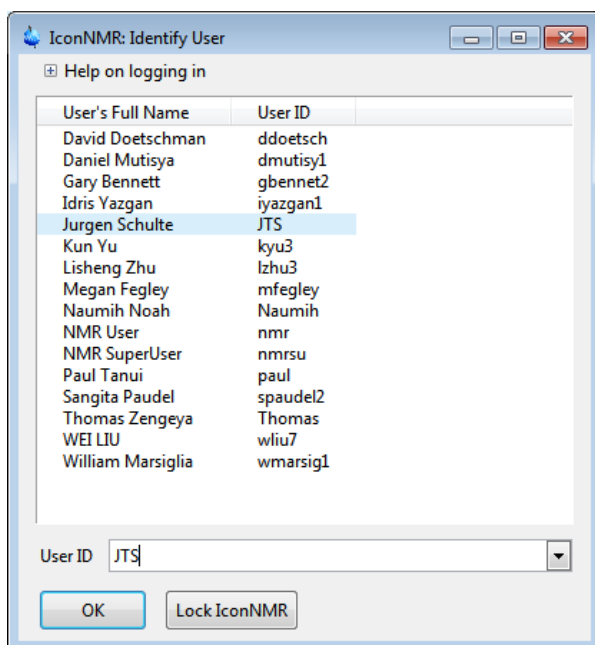 IconNMR: Identify User
Help on logging in
User's Full Name User ID
David Doetschman ddoetsch
Daniel Mutisya dmutisy1
Gary Bennett gbennet2
Idris Yazgan iyazgan1
Jurgen Schulte JTS
Kun Yu kyu3
Lisheng Zhu lzhu3
Megan Fegley mfegley
Naumih Noah Naumih
NMR User nmr
NMR SuperUser nmrsu
Paul Tanui paul
Sangita Paudel spaudel2
Thomas Zengeya Thomas
WEI LIU wliu7
William Marsiglia wmarsig1
User ID JTS
OK Lock IconNMR